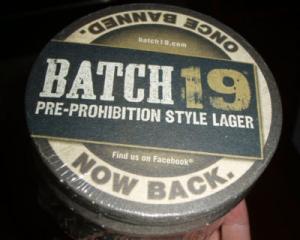 ONCE BANNED.
batch19.com
BATCH 19
PRE-PROHIBITION STYLE LAGER
Find us on Facebook®
NOW BACK.